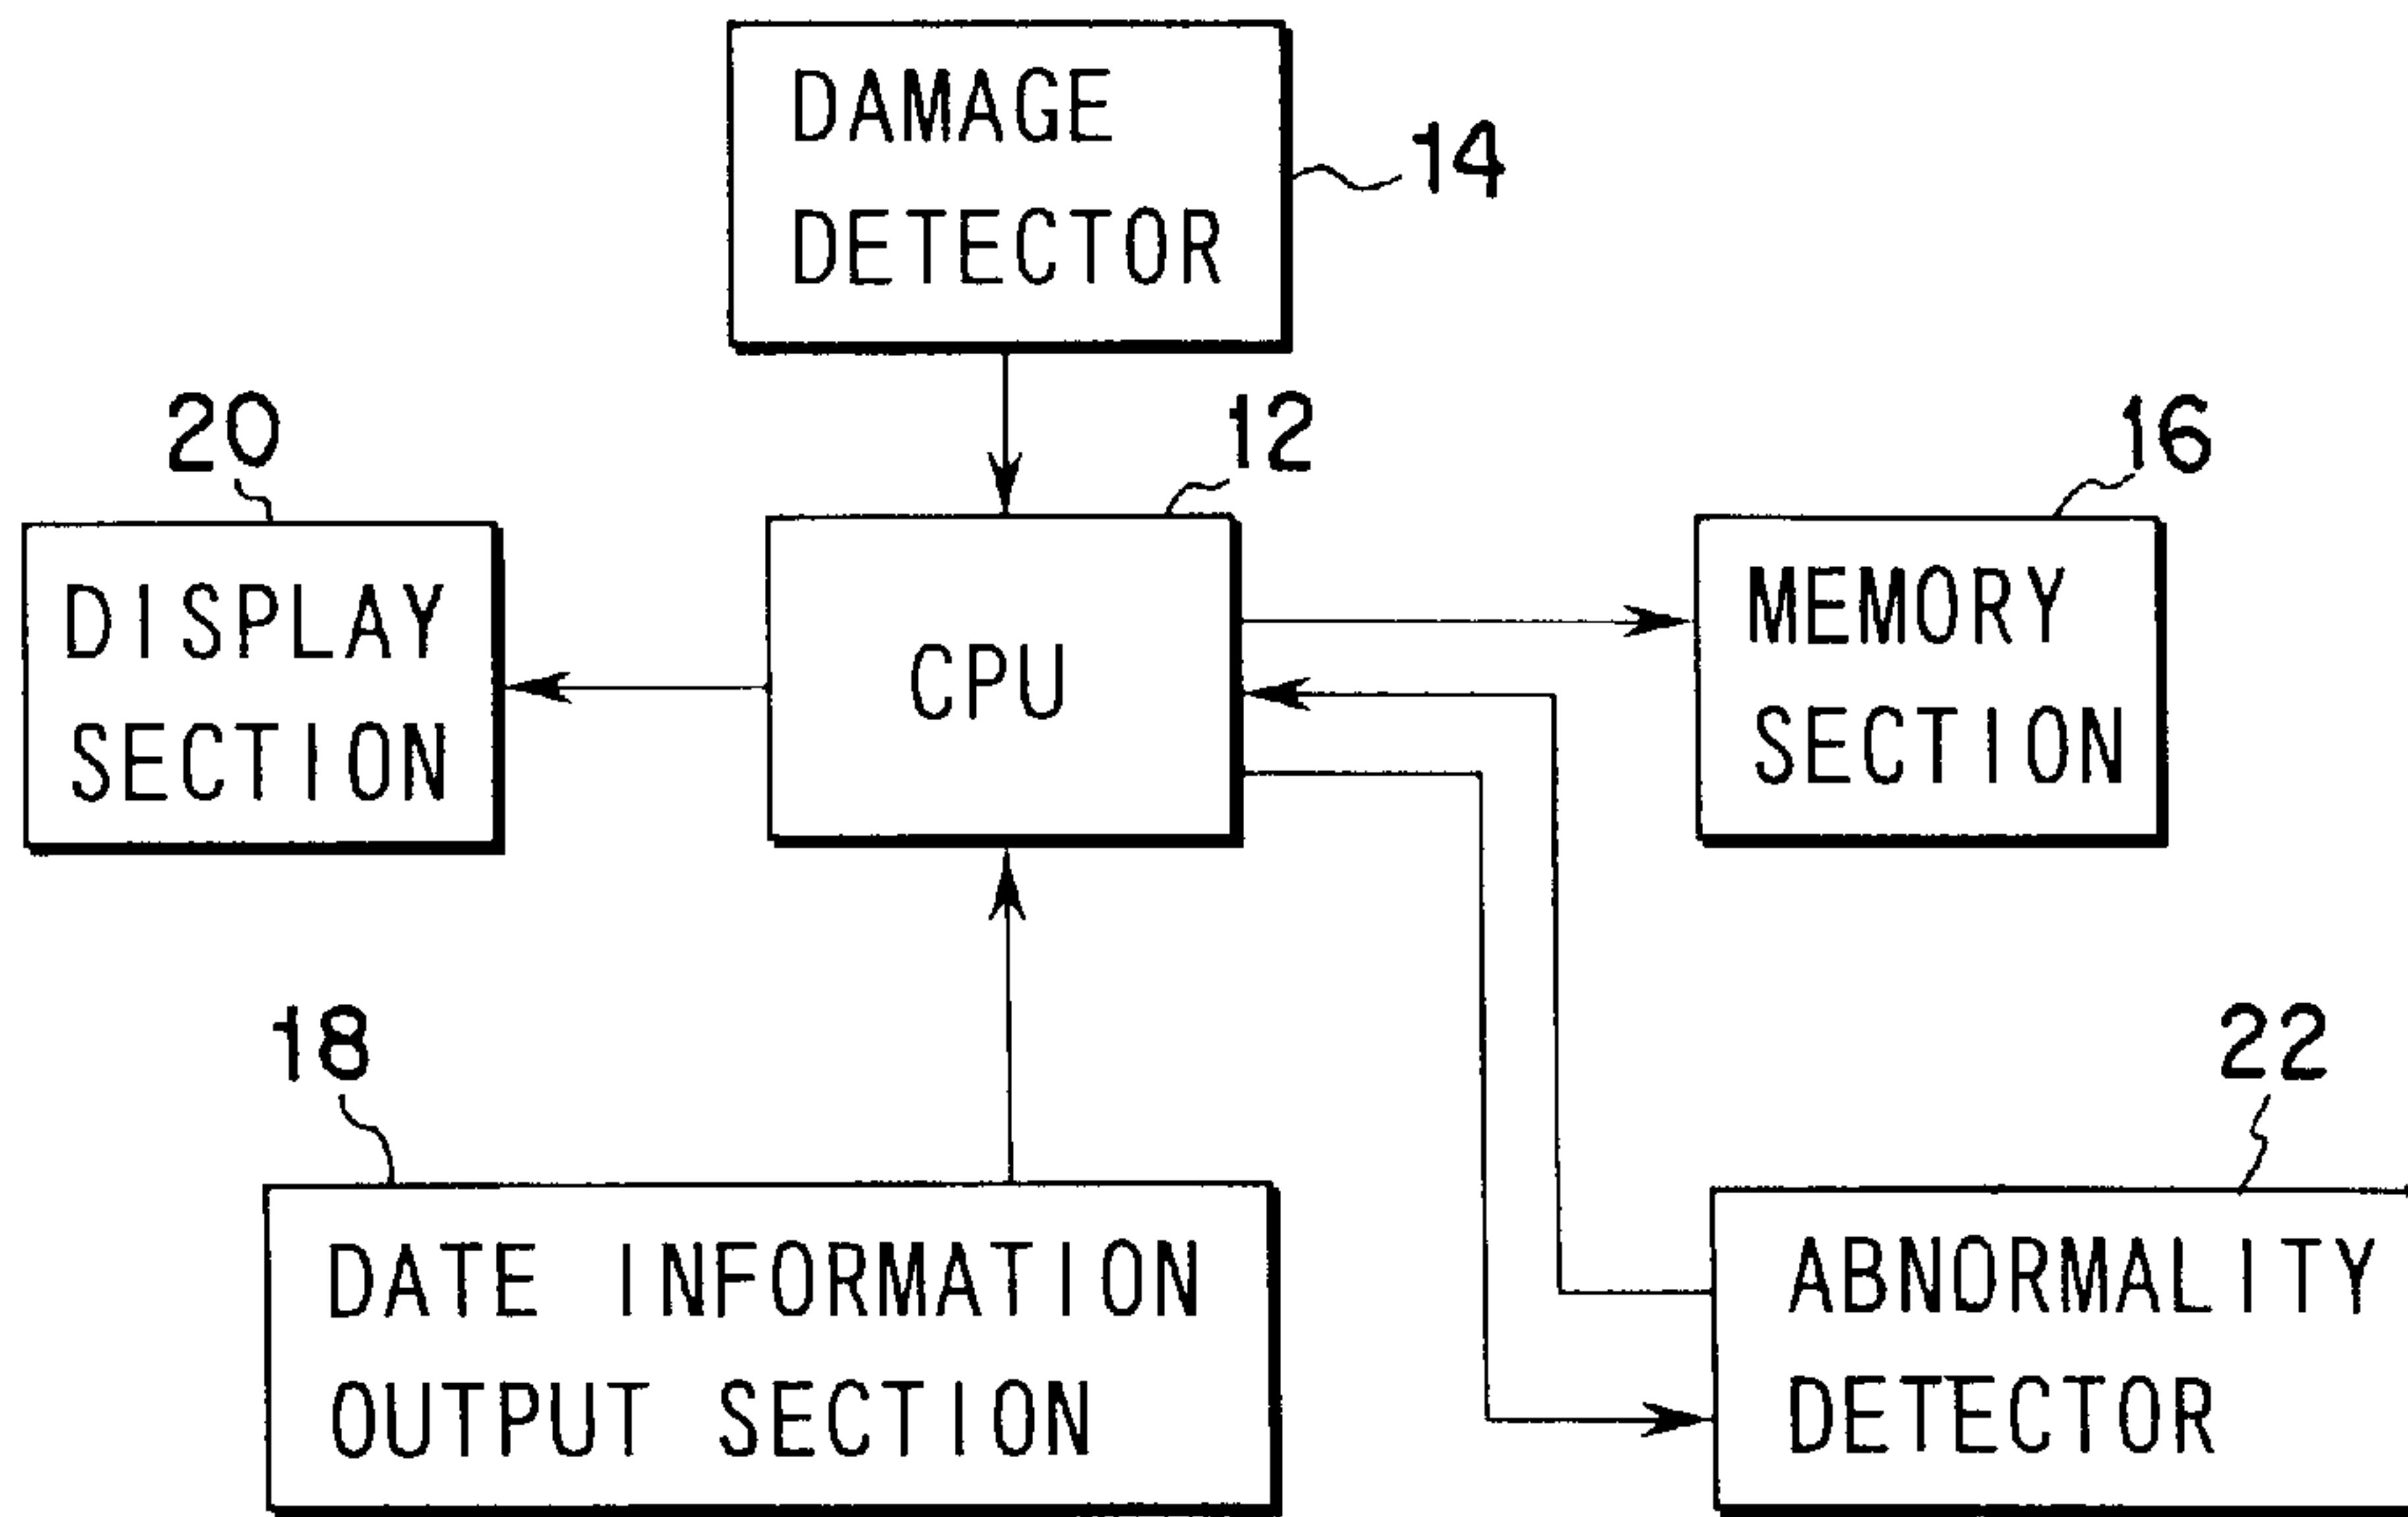 DAMAGE
DETECTOR
14
20
12
16
DISPLAY
SECTION
CPU
MEMORY
SECTION
18
22
DATE INFORMATION
OUTPUT SECTION
ABNORMALITY
DETECTOR